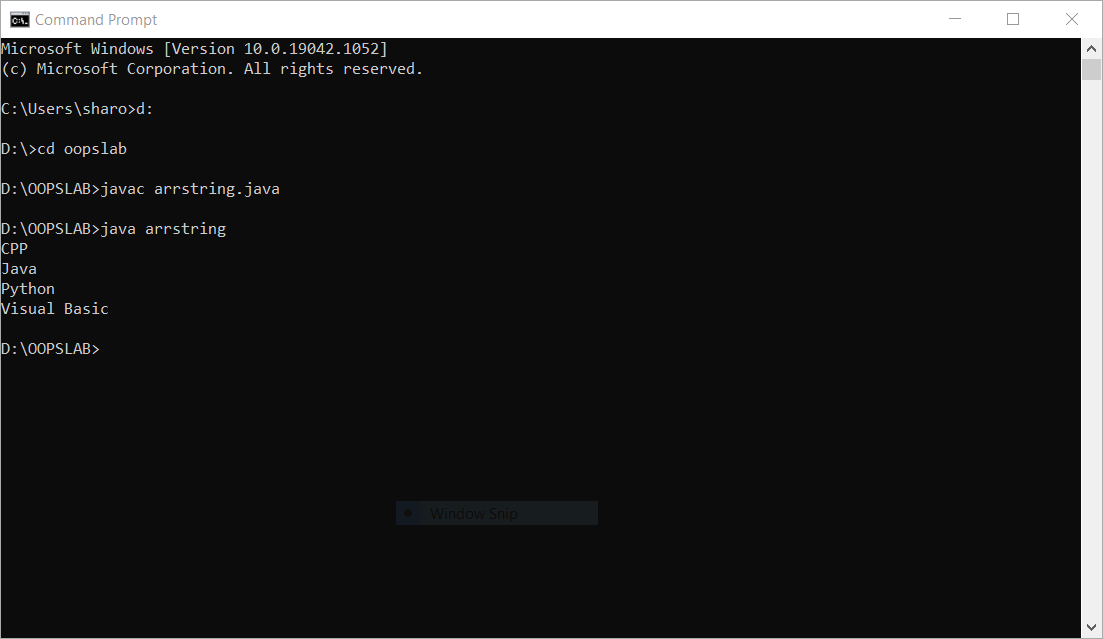 Command Prompt
Microsoft Windows [Version 10.0.19042.1052]
(c) Microsoft Corporation. All rights reserved.
C:\Users\sharo>d:
D:\>cd oopslab
D:\OOPSLAB>javac arrstring.java
D:\OOPSLAB>java arrstring
CPP
Java
Python
Visual Basic
D:\OOPSLAB>
Window Snip